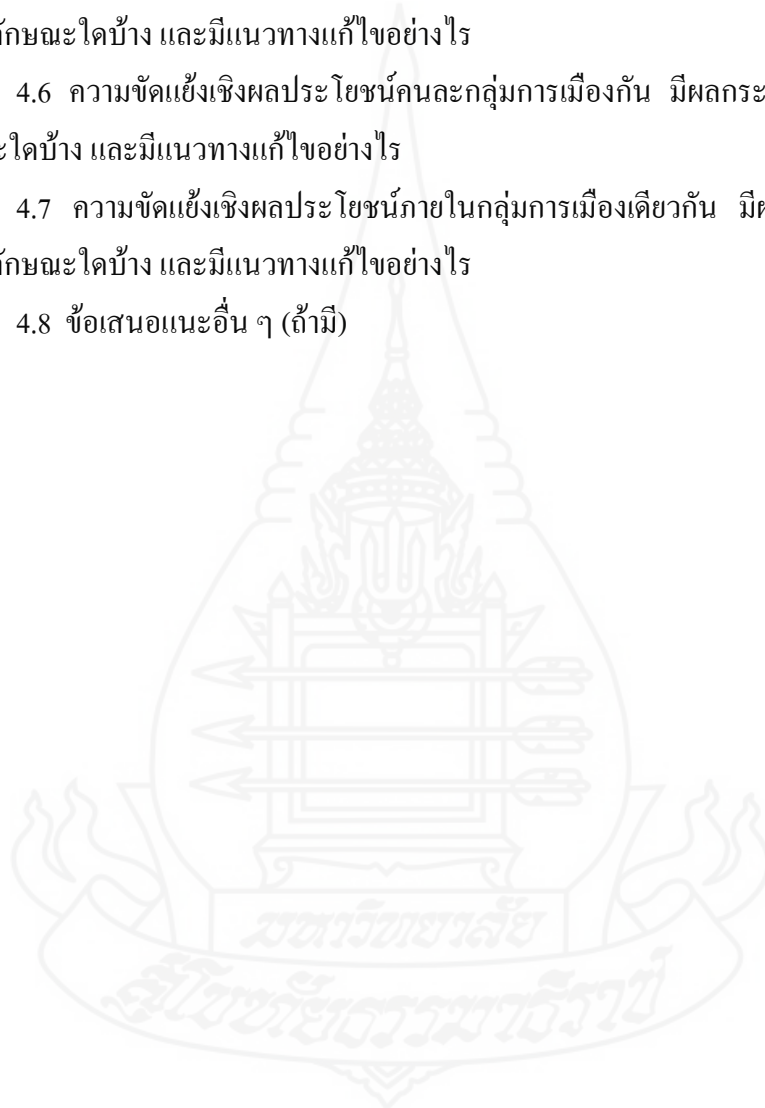 ลักษณะใดบ้าง และมีแนวทางแก้ไขอย่างไร
4.6 ความขัดแย้งเชิงผลประโยชน์คนละกลุ่มการเมืองกัน มีผลกระ
ะใดบ้าง และมีแนวทางแก้ไขอย่างไร
4.7 ความขัดแย้งเชิงผลประโยชน์ภายในกลุ่มการเมืองเดียวกัน มีผ
ลักษณะใดบ้าง และมีแนวทางแก้ไขอย่างไร
4.8 ข้อเสนอแนะอื่น ๆ (ถ้ามี)
มหาวิทยาลัย
สุโขทัยธรรมาธิราช